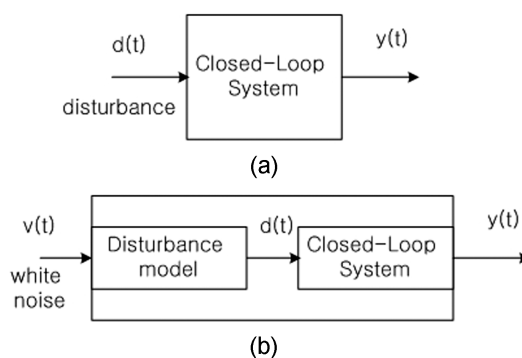 d(t)
y(t)
Closed-Loop
System
disturbance
(a)
v(t)
d(t)
y(t)
Disturbance
model
Closed-Loop
System
white
noise
(b)